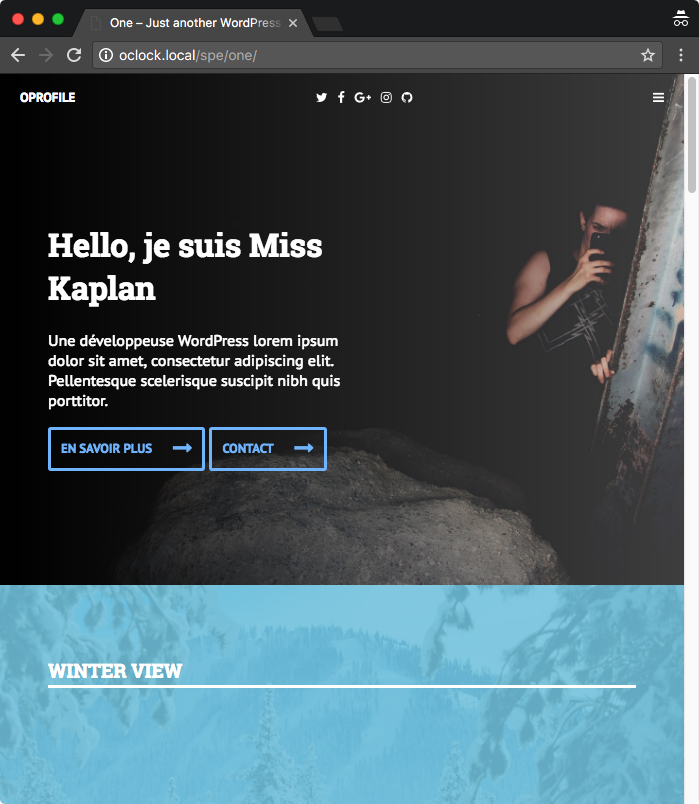 One – Just another WordPress
oclock.local/spe/one/
OPROFILE
Hello, je suis Miss
Kaplan
Une développeuse WordPress lorem ipsum
dolor sit amet, consectetur adipiscing elit.
Pellentesque scelerisque suscipit nibh quis
porttitor.
EN SAVOIR PLUS CONTACT
WINTER VIEW